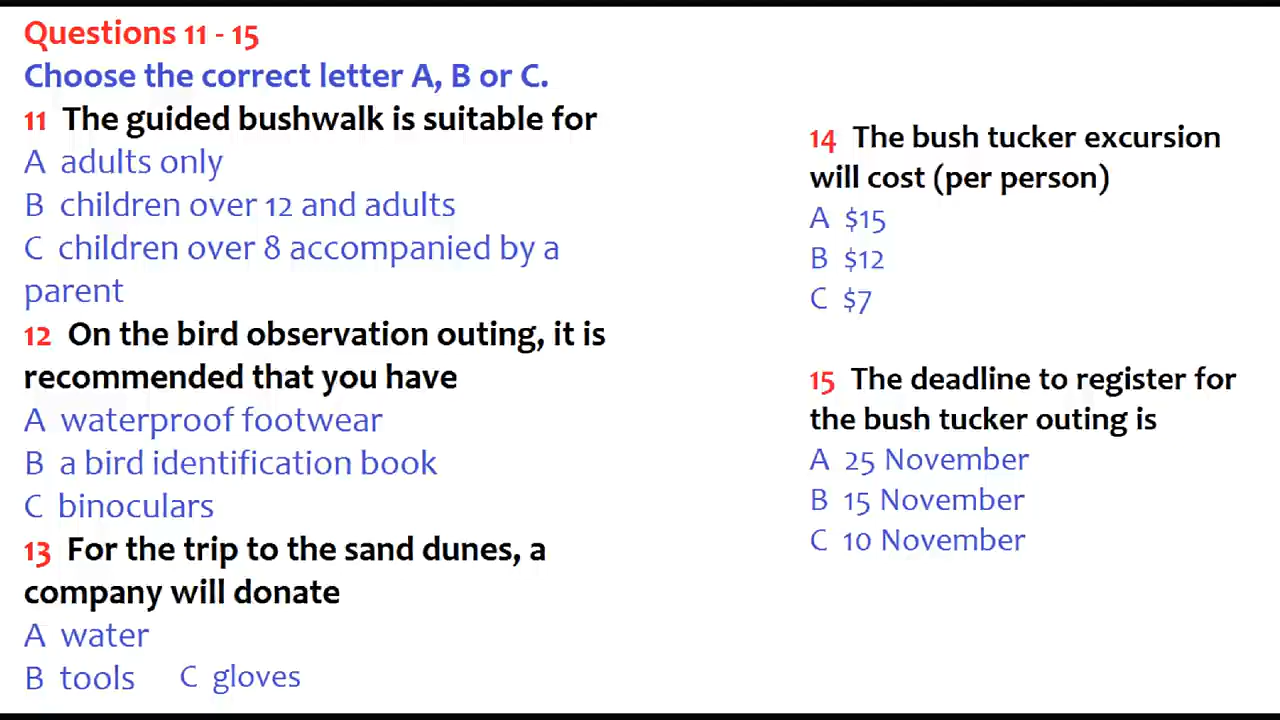 Questions 11 - 15
Choose the correct letter A, B or C.
11 The guided bushwalk is suitable for
A adults only
B children over 12 and adults
C children over 8 accompanied by a
parent
12 On the bird observation outing, it is
recommended that you have
A waterproof footwear
B a bird identification book
C binoculars
13 For the trip to the sand dunes, a
company will donate
A water
B tools C gloves
14 The bush tucker excursion
will cost (per person)
A $15
B $12
C $7
15 The deadline to register for
the bush tucker outing is
A 25 November
B 15 November
C 10 November